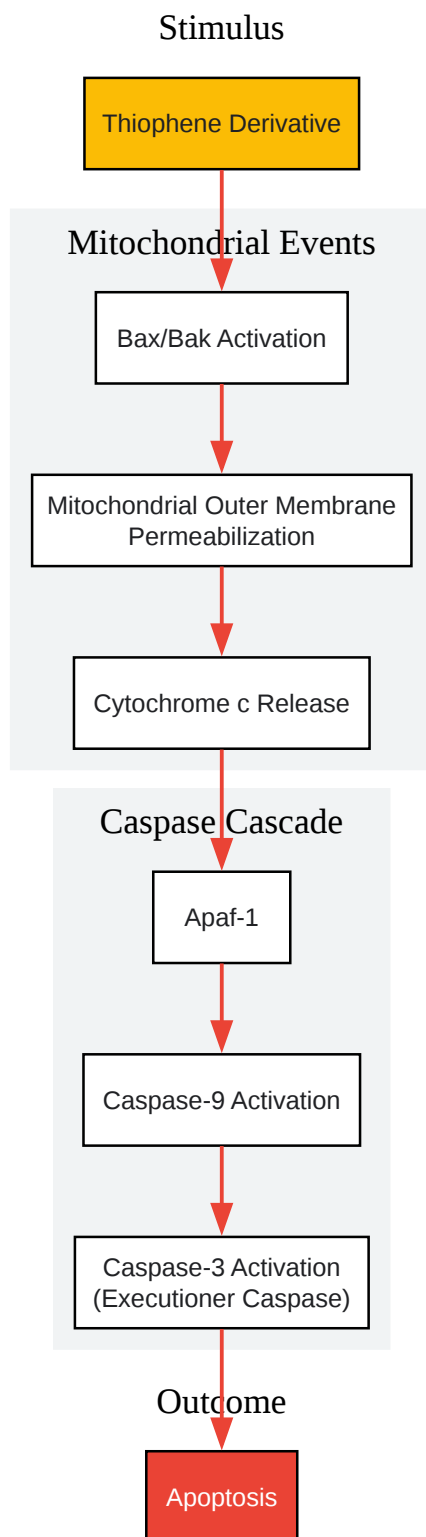 Stimulus
Thiophene Derivative
Mitochondrial Events
Bax/Bak Activation
Mitochondrial Outer Membrane
Permeabilization
Cytochrome c Release
Caspase Cascade
Apaf-1
Caspase-9 Activation
Caspase-3 Activation
(Executioner Caspase)
Outcome
Apoptosis